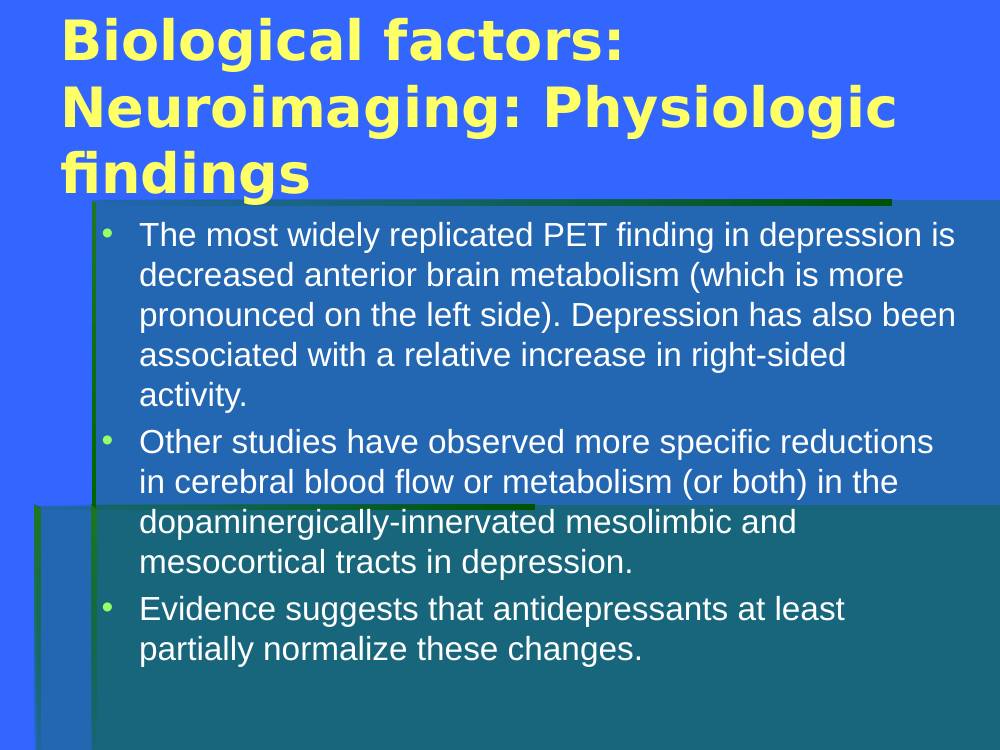 Biological factors:
Neuroimaging: Physiologic
findings
• The most widely replicated PET finding in depression is
decreased anterior brain metabolism (which is more
pronounced on the left side). Depression has also been
associated with a relative increase in right-sided
activity.
• Other studies have observed more specific reductions
in cerebral blood flow or metabolism (or both) in the
dopaminergically-innervated mesolimbic and
mesocortical tracts in depression.
• Evidence suggests that antidepressants at least
partially normalize these changes.